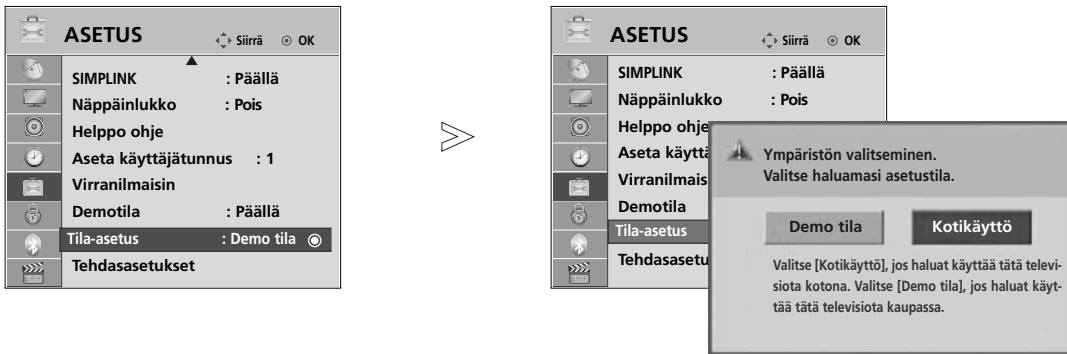 ASETUS
Siirrä OK
SIMPLINK : Päällä
Näppäinlukko : Pois
Helppo ohje
Aseta käyttäjätunnus : 1
Virranilmaisin
Demotila : Päällä
Tila-asetus : Demo tila
Tehdasasetukset
ASETUS
Siirrä OK
SIMPLINK : Päällä
Näppäinlukko : Pois
Helppo ohje
Aseta käyttä
Virranilmais
Demotila
Tila-asetus
Tehdasasetu
Ympäristön valitseminen.
Valitse haluamasi asetustila.
Demo tila
Kotikäyttö
Valitse [Kotikäyttö], jos haluat käyttää tätä televi-
siota kotona. Valitse [Demo tila], jos haluat käyt-
tää tätä televisiota kaupassa.